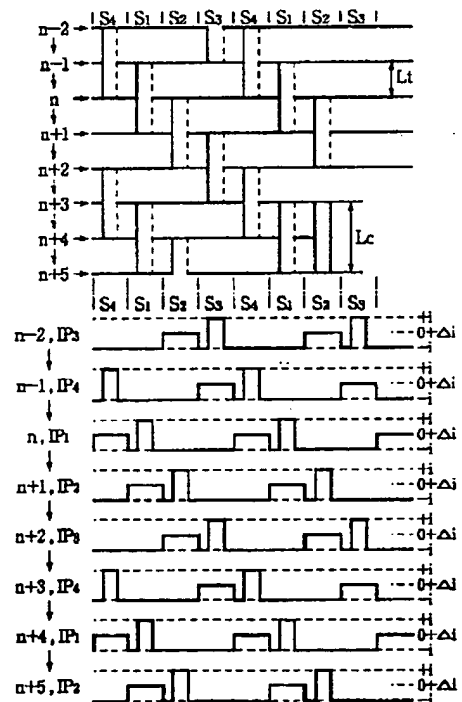 S4 S1 S2 S3 S4 S1 S2 S3
n-2
n-1
Lt
n
n+1
n+2
n+3
n+4
Lc
n+5
S4 S1 S2 S3 S4 S1 S2 S3
+i
n-2, IP3 0+Δi
-i
+i
n-1, IP4 0+Δi
-i
+i
n, IP1 0+Δi
-i
+i
n+1, IP2 0+Δi
-i
+i
n+2, IP3 0+Δi
-i
+i
n+3, IP4 0+Δi
-i
+i
n+4, IP1 0+Δi
-i
+i
n+5, IP2 0+Δi
-i